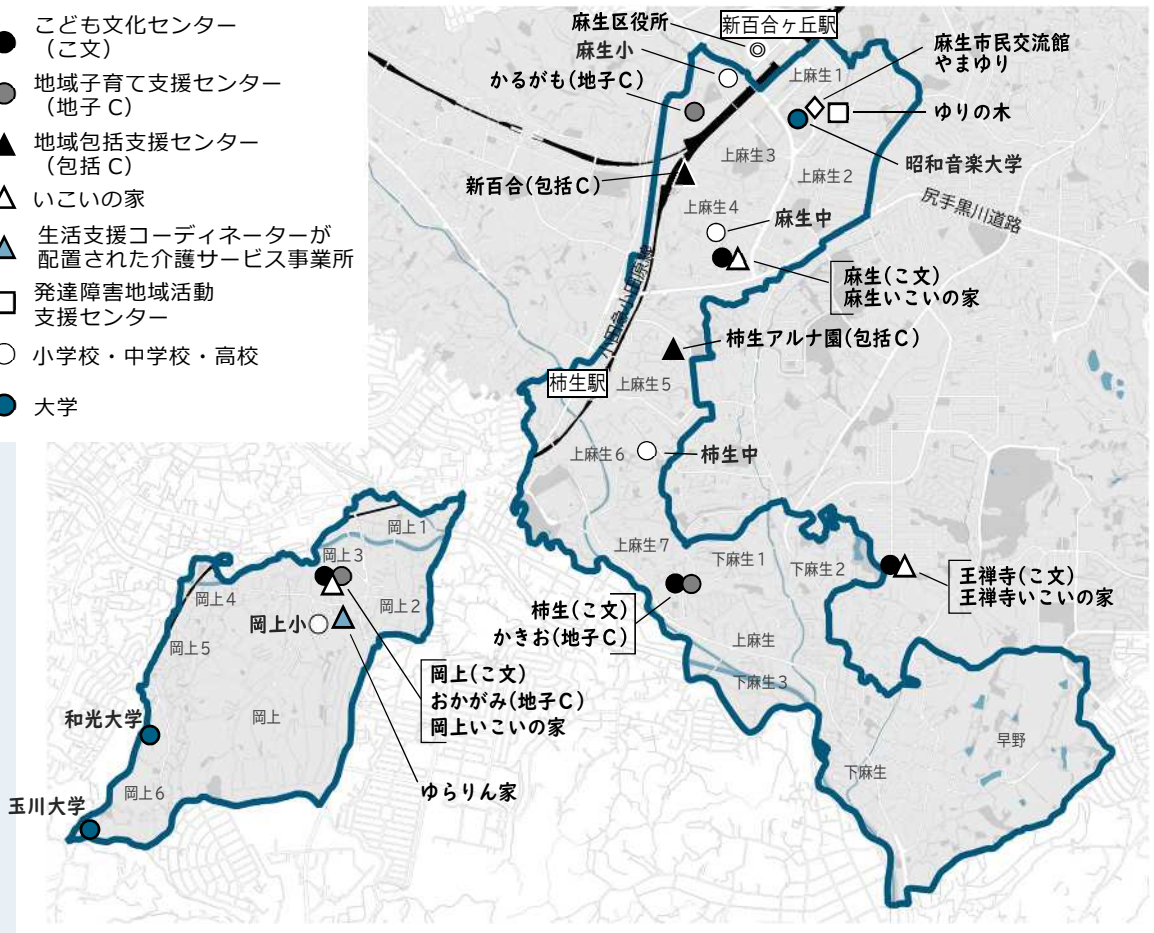 こども文化センター
（こ文）
地域子育て支援センター
（地子 C）
地域包括支援センター
（包括 C）
いこいの家
生活支援コーディネーターが
配置された介護サービス事業所
発達障害地域活動
支援センター
小学校・中学校・高校
大学
麻生区役所
新百合ヶ丘駅
麻生小
かるがも(地子C)
上麻生1
麻生市民交流館
やまゆり
ゆりの木
昭和音楽大学
上麻生3
上麻生2
新百合(包括C)
上麻生4
麻生中
尻手黒川道路
麻生(こ文)
麻生いこいの家
小田急小田原線
柿生アルナ園(包括C)
柿生駅
上麻生5
上麻生6
柿生中
上麻生7
下麻生1
下麻生2
王禅寺(こ文)
王禅寺いこいの家
柿生(こ文)
かきお(地子C)
上麻生
下麻生3
下麻生
早野
岡上1
岡上3
岡上4
岡上2
岡上小
岡上5
岡上(こ文)
おかがみ(地子C)
岡上いこいの家
和光大学
岡上
ゆらりん家
岡上6
玉川大学